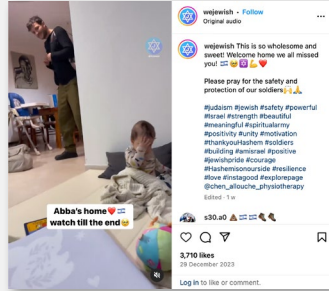 wejewish • Follow
Original audio
wejewish This is so wholesome and
sweet! Welcome home we all missed
you! 🇮🇱🥹✡️💪❤️
Please pray for the safety and
protection of our soldiers🙌🙏
#judaism #jewish #safety #powerful
#Israel #strength #beautiful
#meaningful #spiritualarmy
#positivity #unity #motivation
#thankyouHashem #soldiers
#building #amisrael #positive
#jewishpride #courage
#Hashemisonourside #resilience
#love #instagood #explorepage
@chen_allouche_physiotherapy
Edited · 1 w
s30.a0
Abba's home❤️🇮🇱
watch till the end🥹
3,710 likes
29 December 2023
Log in to like or comment.